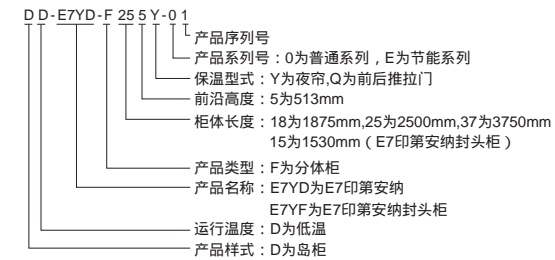 DD-E7YD-F255Y-01
产品序列号
产品系列号：0为普通系列，E为节能系列
保温型式：Y为夜帘,Q为前后推拉门
前沿高度：5为513mm
柜体长度：18为1875mm,25为2500mm,37为3750mm
15为1530mm（E7印第安纳封头柜）
产品类型：F为分体柜
产品名称：E7YD为E7印第安纳
E7YF为E7印第安纳封头柜
运行温度：D为低温
产品样式：D为岛柜